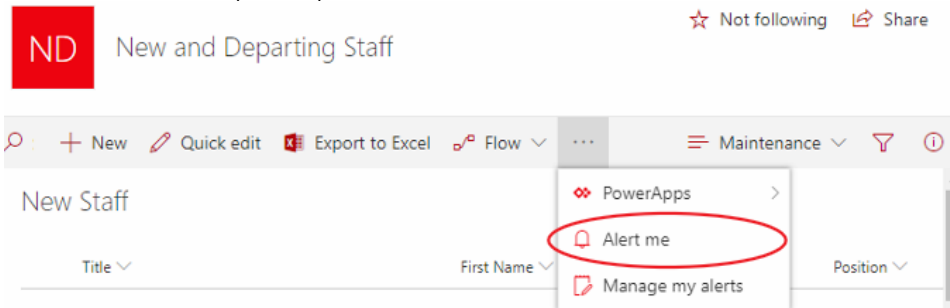 ☆ Not following Share
ND New and Departing Staff
+ New Quick edit Export to Excel Flow ··· Maintenance
PowerApps
New Staff
Alert me
Title First Name Position
Manage my alerts